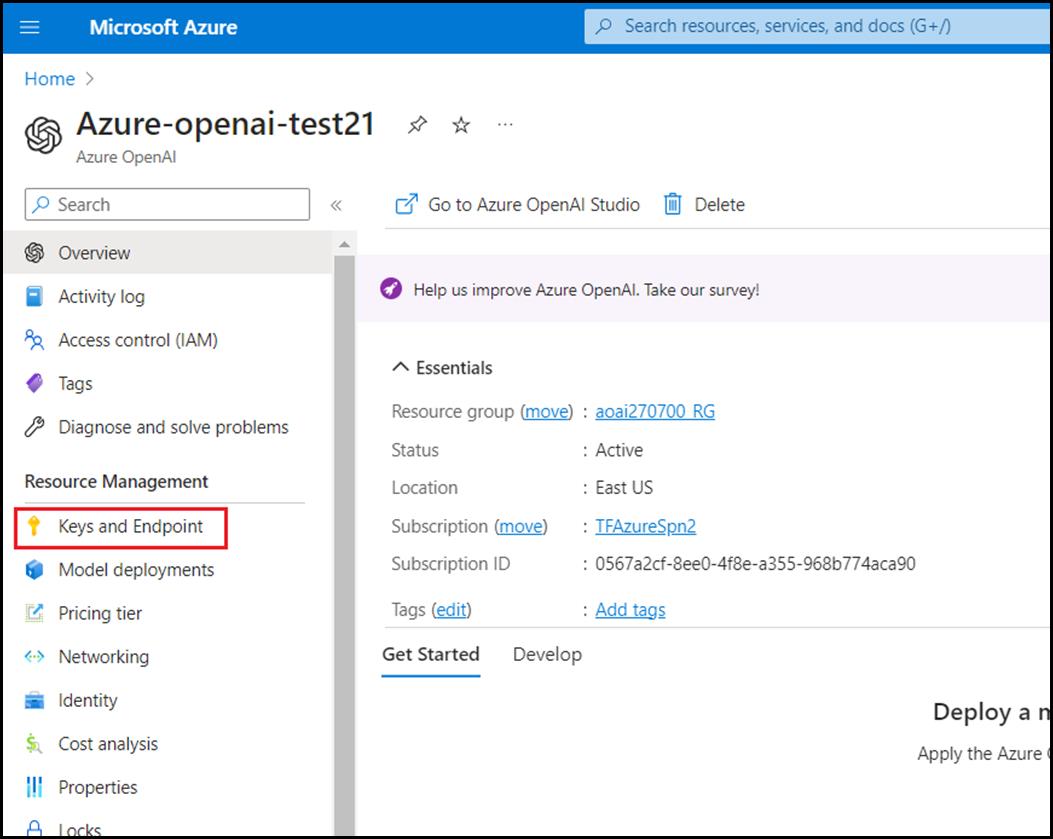 Microsoft Azure
Search resources, services, and docs (G+/)
Home
Azure-openai-test21
Azure OpenAI
Search
Go to Azure OpenAI Studio
Delete
Overview
Activity log
Access control (IAM)
Tags
Diagnose and solve problems
Resource Management
Keys and Endpoint
Model deployments
Pricing tier
Networking
Identity
Cost analysis
Properties
Locks
Help us improve Azure OpenAI. Take our survey!
Essentials
Resource group (move) : aoai270700_RG
Status : Active
Location : East US
Subscription (move) : TFAzureSpn2
Subscription ID : 0567a2cf-8ee0-4f8e-a355-968b774aca90
Tags (edit) : Add tags
Get Started Develop
Deploy a
Apply the Azure